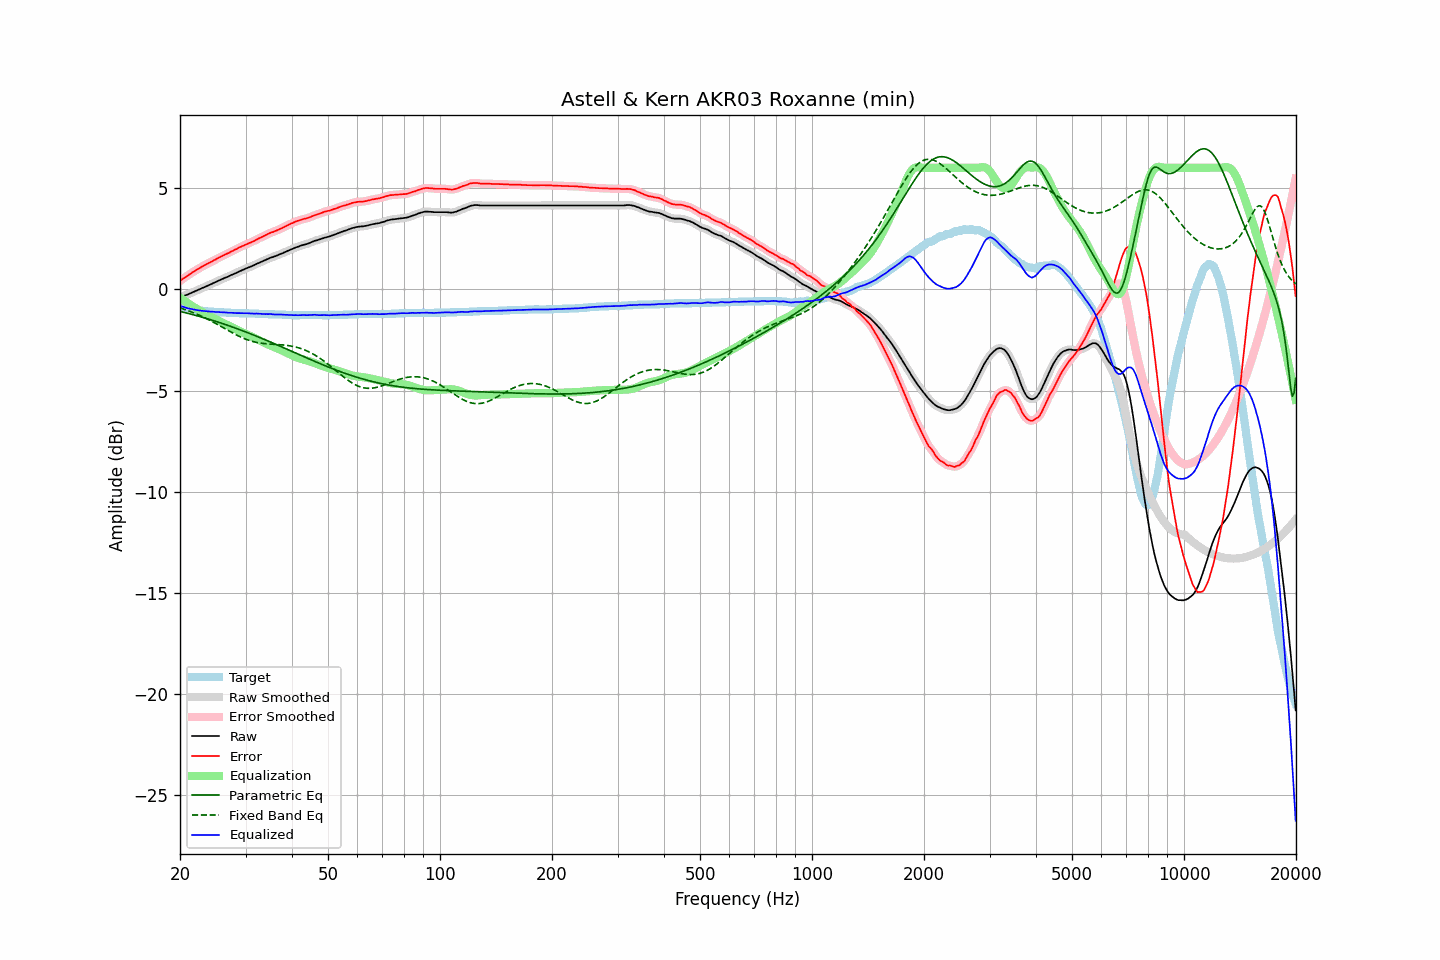 Astell & Kern AKR03 Roxanne (min)
Amplitude (dBr)
5
0
−5
−10
−15
−20
−25
Target
Raw Smoothed
Error Smoothed
Raw
Error
Equalization
Parametric Eq
Fixed Band Eq
Equalized
20 50 100 200 500 1000 2000 5000 10000 20000
Frequency (Hz)